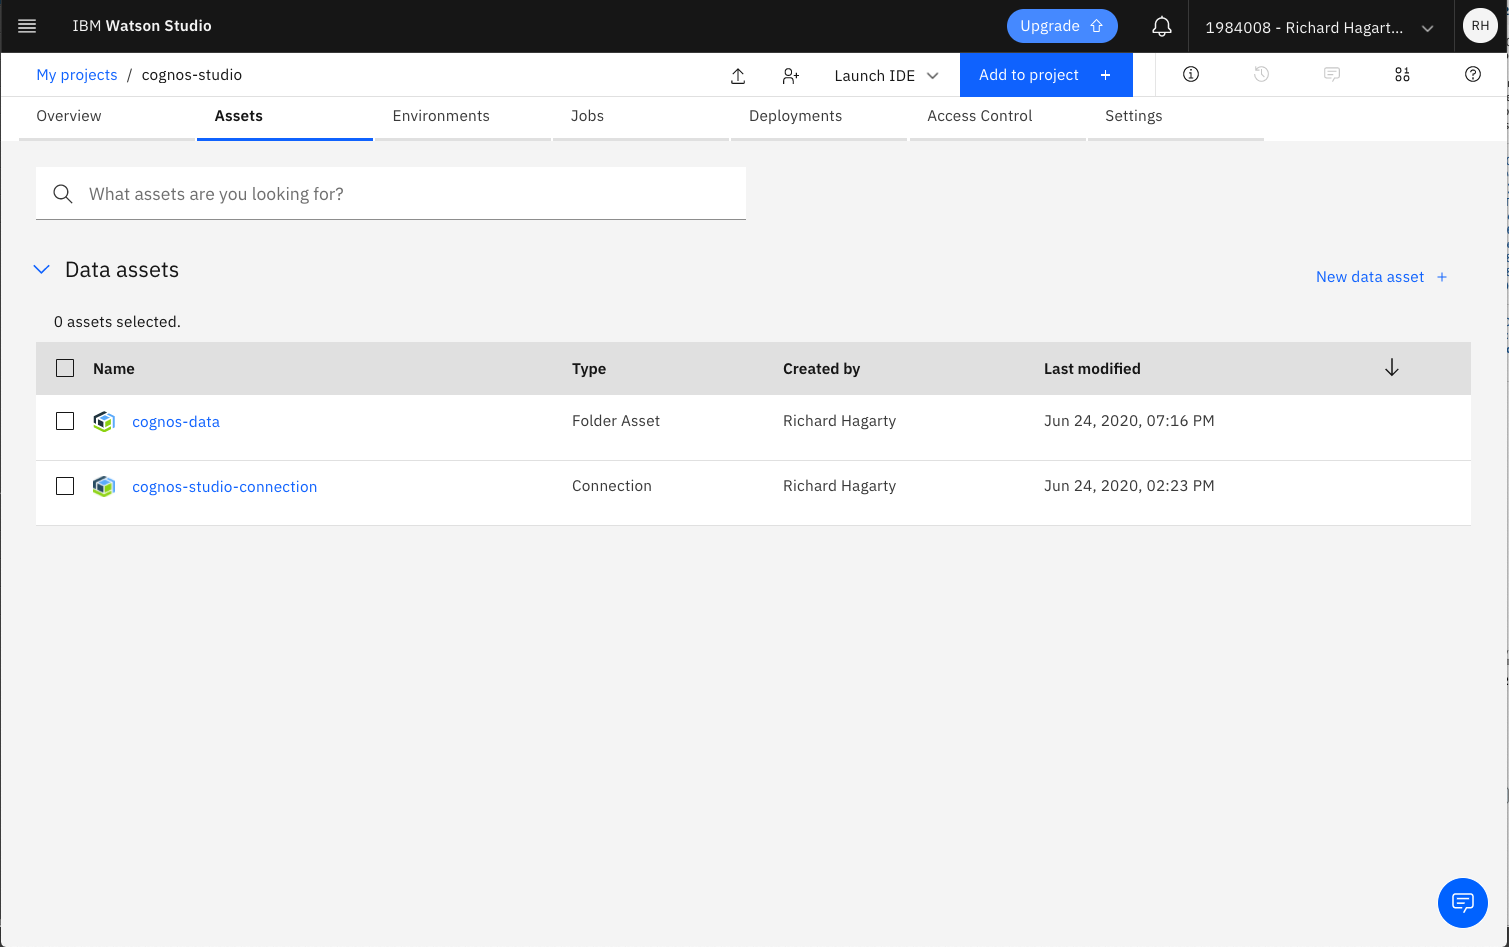 IBM Watson Studio
Upgrade
1984008 - Richard Hagart...
RH
My projects / cognos-studio
Launch IDE
Add to project +
Overview
Assets
Environments
Jobs
Deployments
Access Control
Settings
What assets are you looking for?
Data assets
New data asset +
0 assets selected.
Name Type Created by Last modified
cognos-data Folder Asset Richard Hagarty Jun 24, 2020, 07:16 PM
cognos-studio-connection Connection Richard Hagarty Jun 24, 2020, 02:23 PM